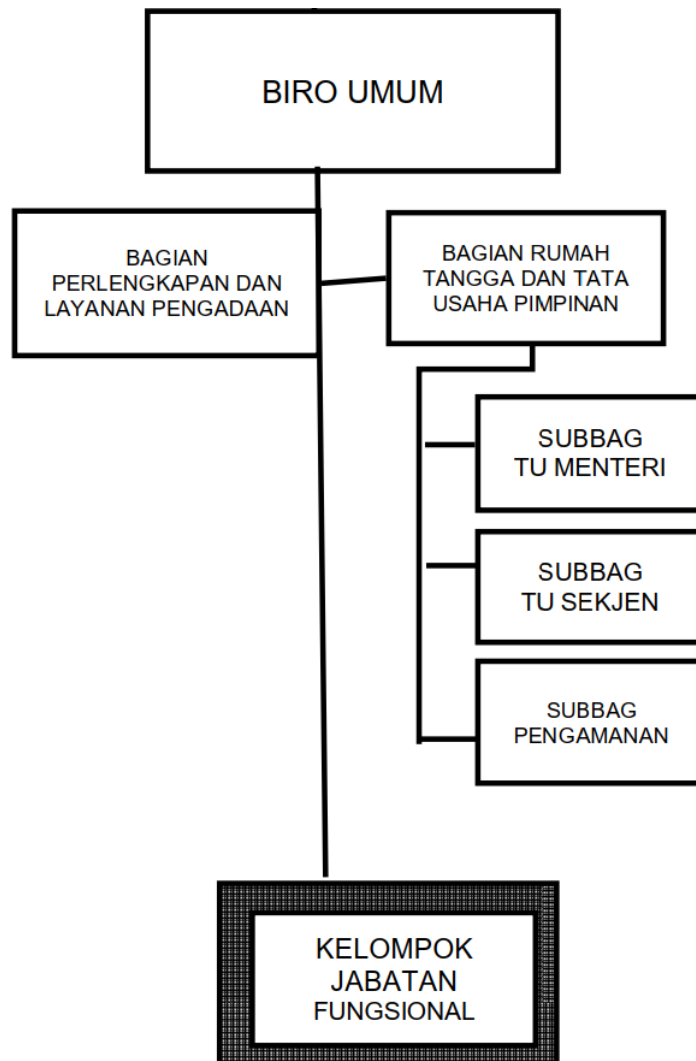 BIRO UMUM
BAGIAN
PERLENGKAPAN DAN
LAYANAN PENGADAAN
BAGIAN RUMAH
TANGGA DAN TATA
USAHA PIMPINAN
SUBBAG
TU MENTERI
SUBBAG
TU SEKJEN
SUBBAG
PENGAMANAN
KELOMPOK
JABATAN
FUNGSIONAL